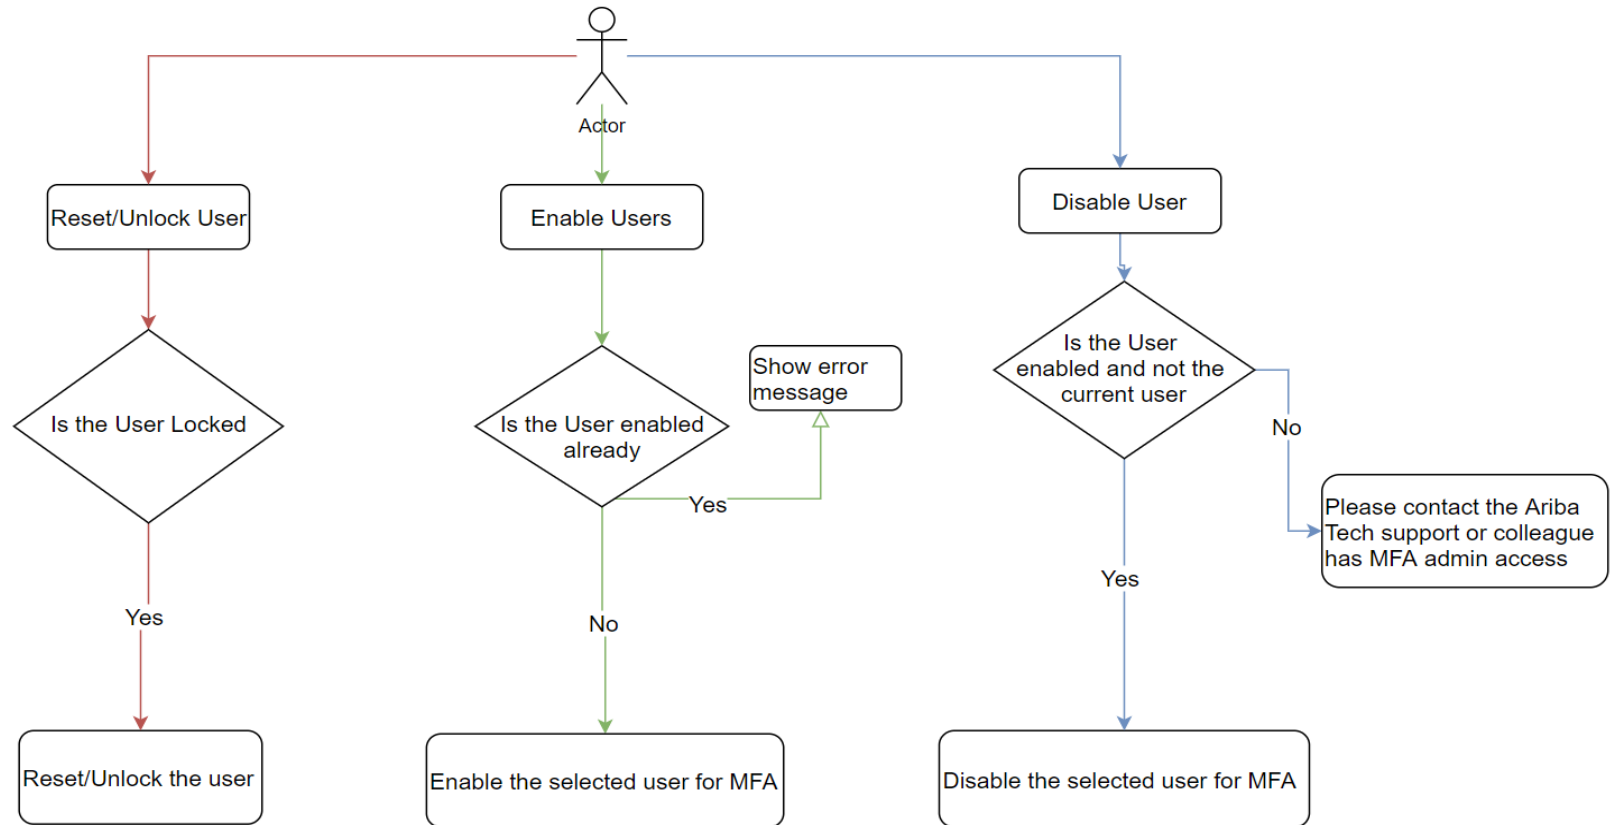 Actor
Reset/Unlock User
Enable Users
Disable User
Is the User Locked
Is the User enabled
already
Show error
message
Is the User
enabled and not the
current user
Yes
No
Please contact the Ariba
Tech support or colleague
has MFA admin access
Yes
No
Yes
Reset/Unlock the user
Enable the selected user for MFA
Disable the selected user for MFA